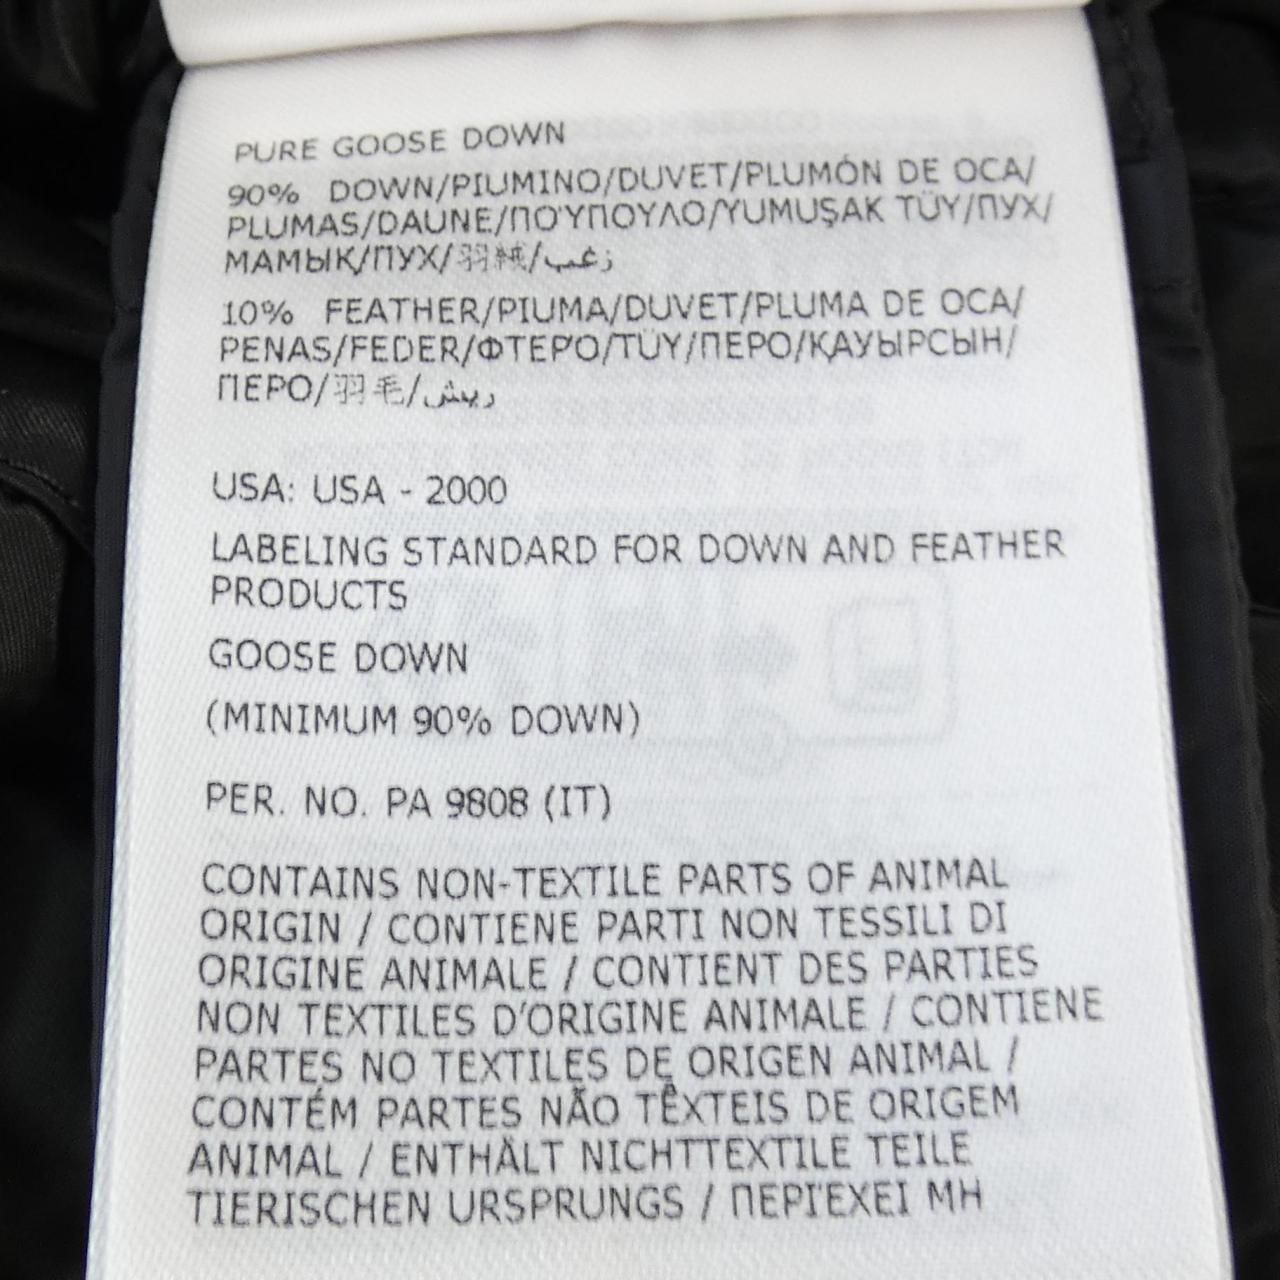 PURE GOOSE DOWN
90% DOWN/PIUMINO/DUVET/PLUMÓN DE OCA/
PLUMAS/DAUNE/ΠΟΎΠΟΥΛΟ/YUMUŞAK TÜY/ПУХ/
МАМЫҚ/ПУХ/羽絨/زغب
10% FEATHER/PIUMA/DUVET/PLUMA DE OCA/
PENAS/FEDER/ΦΤΕΡΌ/TÜY/ПЕРО/ҚАУЫРСЫН/
ПЕРО/羽毛/ريش
USA: USA - 2000
LABELING STANDARD FOR DOWN AND FEATHER
PRODUCTS
GOOSE DOWN
(MINIMUM 90% DOWN)
PER. NO. PA 9808 (IT)
CONTAINS NON-TEXTILE PARTS OF ANIMAL
ORIGIN / CONTIENE PARTI NON TESSILI DI
ORIGINE ANIMALE / CONTIENT DES PARTIES
NON TEXTILES D'ORIGINE ANIMALE / CONTIENE
PARTES NO TEXTILES DE ORIGEN ANIMAL /
CONTÉM PARTES NÃO TÊXTEIS DE ORIGEM
ANIMAL / ENTHÄLT NICHTTEXTILE TEILE
TIERISCHEN URSPRUNGS / ΠΕΡΙΈΧΕΙ ΜΗ